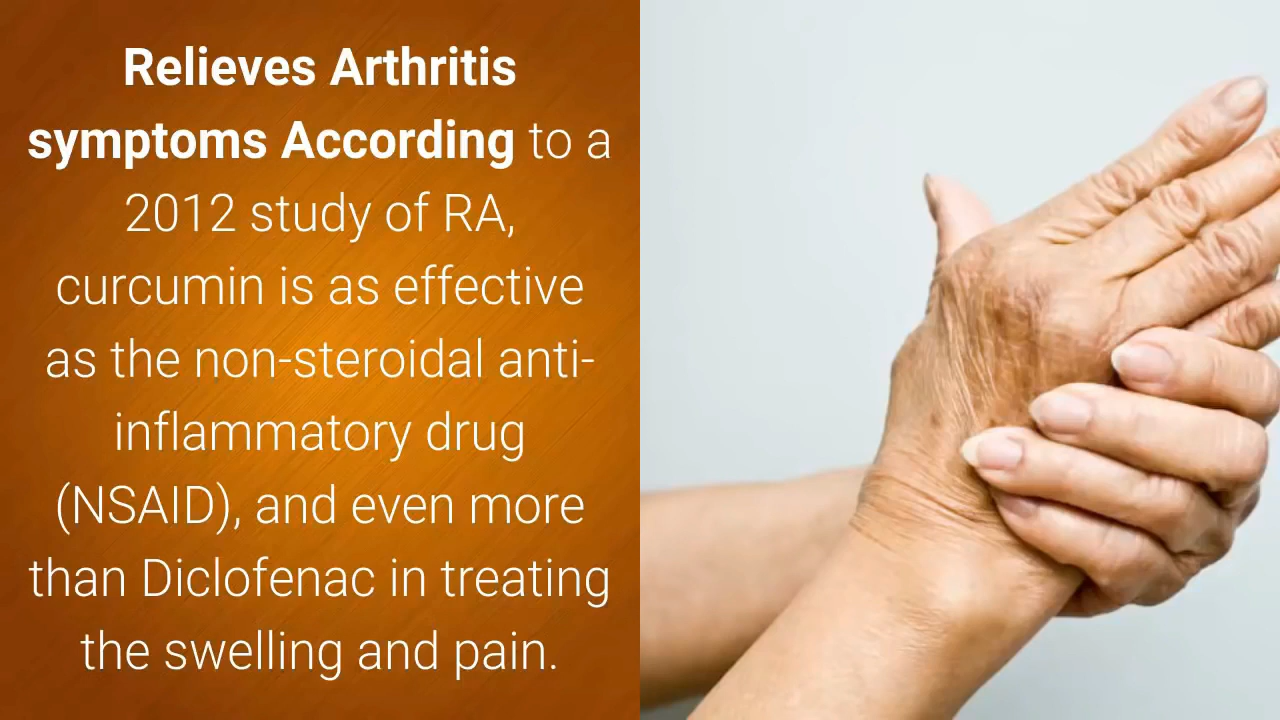 Relieves Arthritis
symptoms According to a
2012 study of RA,
curcumin is as effective
as the non-steroidal anti-
inflammatory drug
(NSAID), and even more
than Diclofenac in treating
the swelling and pain.